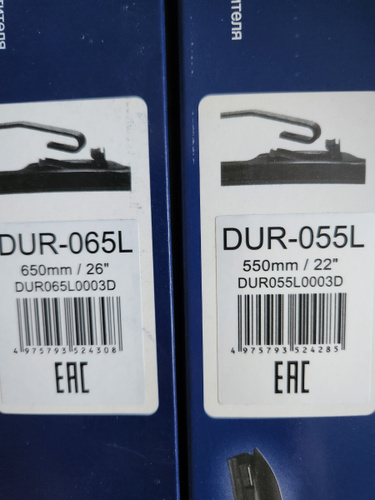 DUR-065L
650mm / 26"
DUR065L0003D
4 975793 524308
EAC
DUR-055L
550mm / 22"
DUR055L0003D
4 975793 524285
EAC